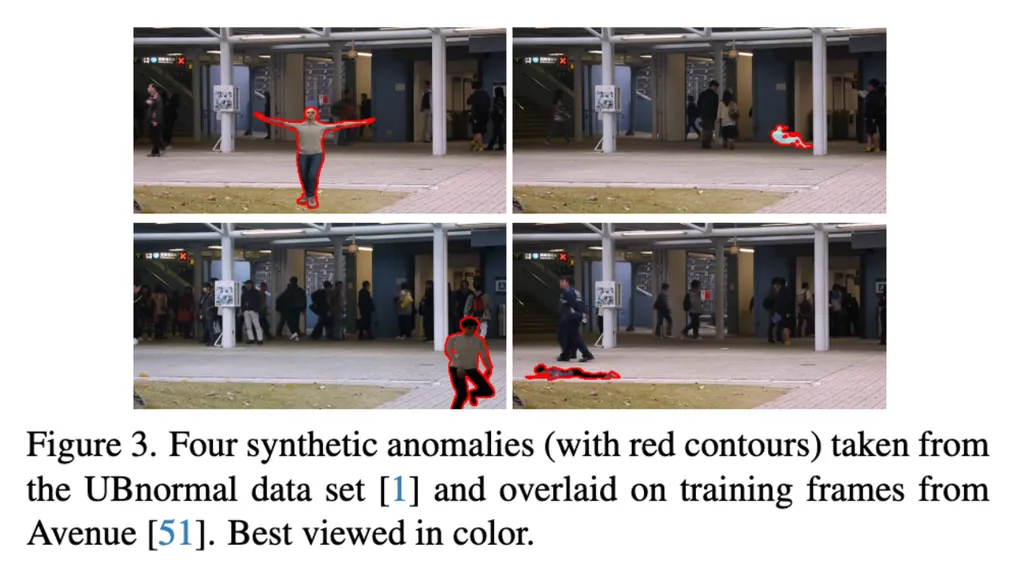 Figure 3. Four synthetic anomalies (with red contours) taken from
the UBnormal data set [1] and overlaid on training frames from
Avenue [51]. Best viewed in color.